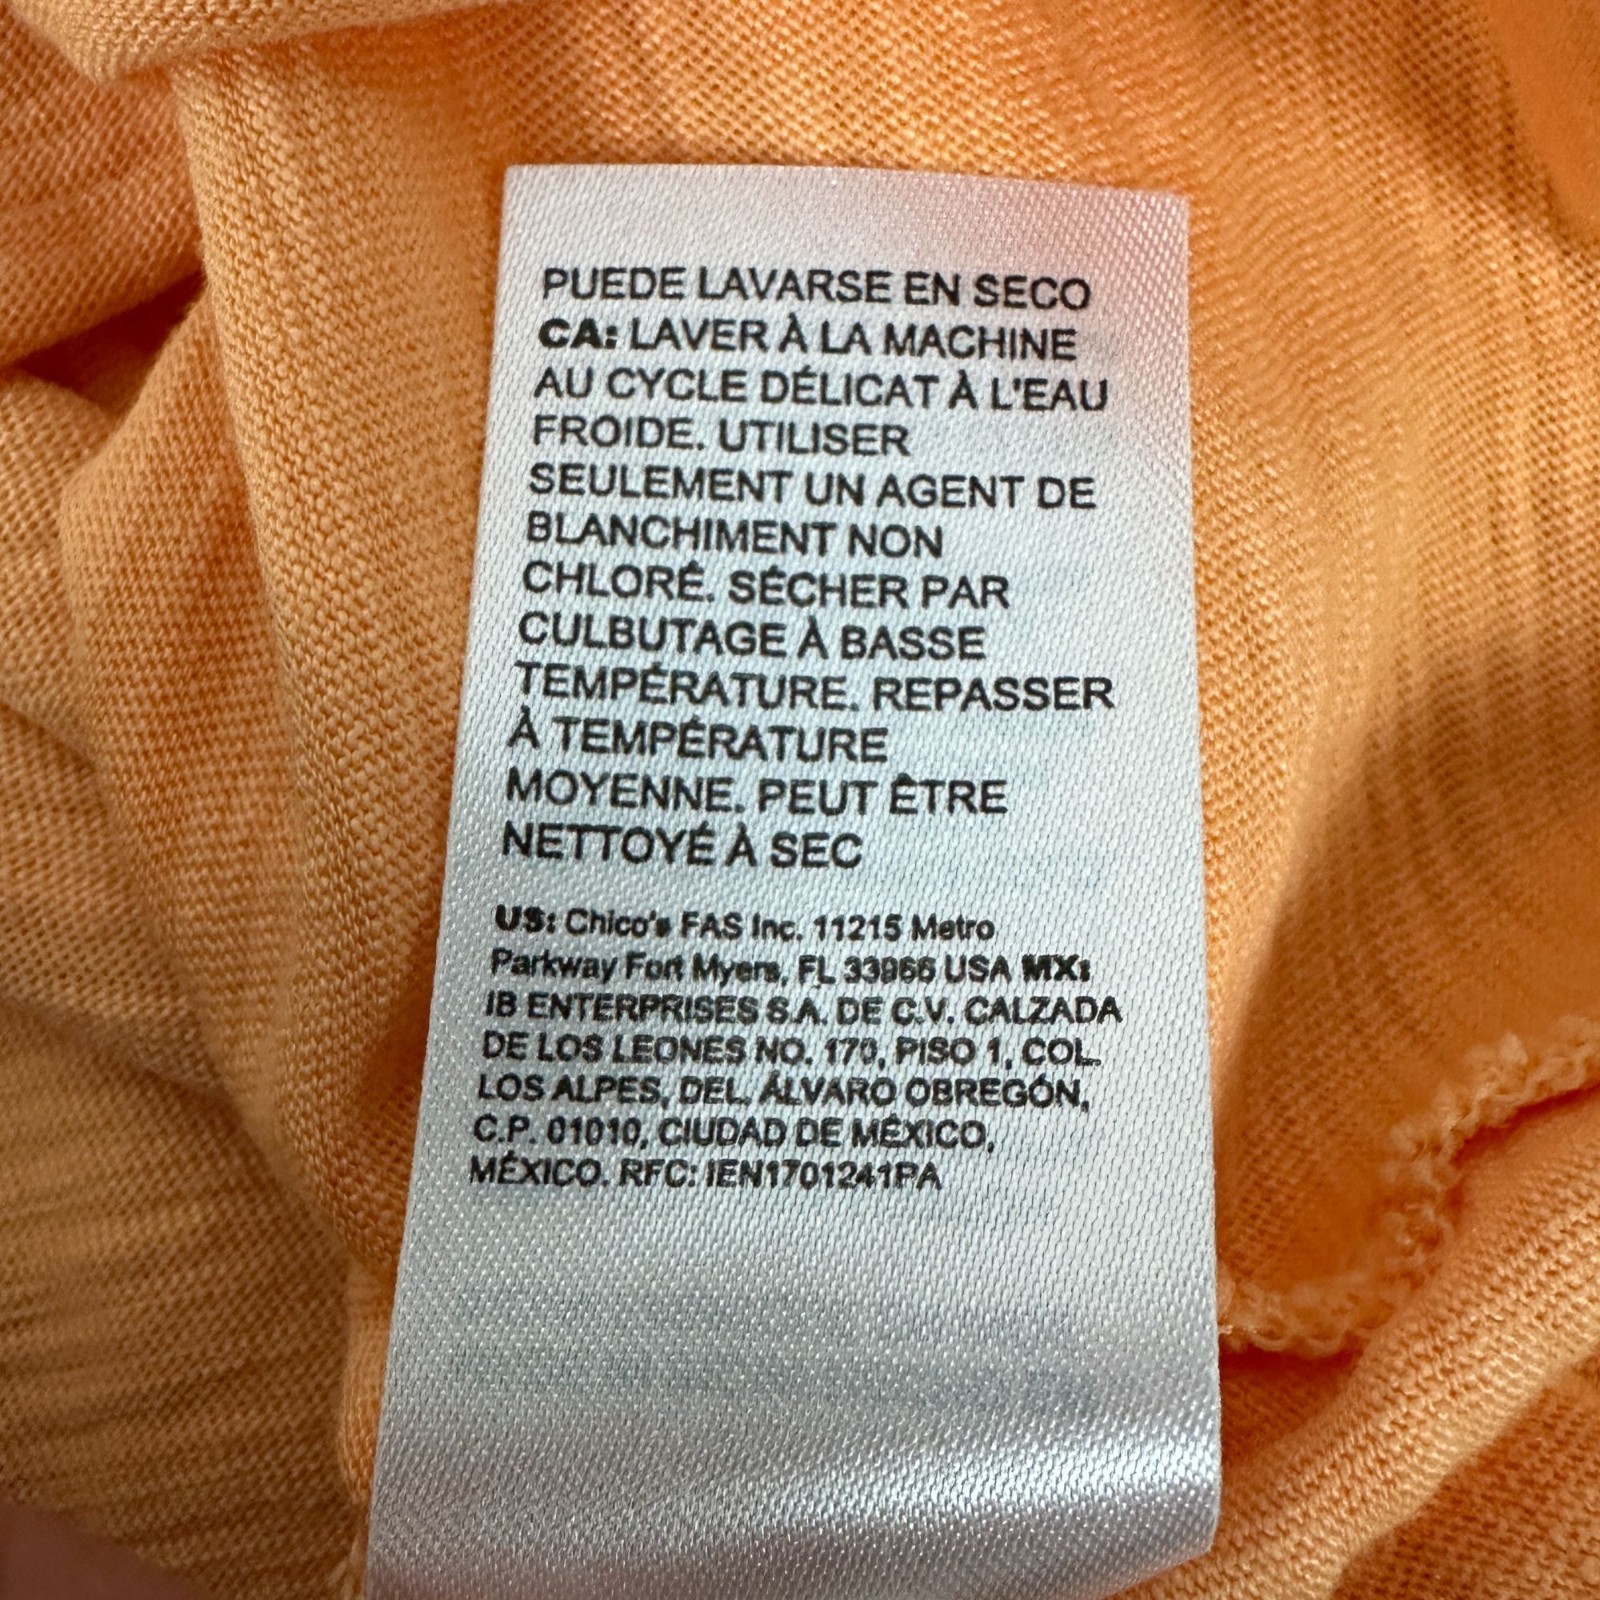 PUEDE LAVARSE EN SECO
CA: LAVER À LA MACHINE
AU CYCLE DÉLICAT À L'EAU
FROIDE. UTILISER
SEULEMENT UN AGENT DE
BLANCHIMENT NON
CHLORÉ. SÉCHER PAR
CULBUTAGE À BASSE
TEMPÉRATURE. REPASSER
À TEMPÉRATURE
MOYENNE. PEUT ÊTRE
NETTOYÉ À SEC
US: Chico's FAS Inc. 11215 Metro
Parkway Fort Myers, FL 33966 USA MX:
IB ENTERPRISES S.A. DE C.V. CALZADA
DE LOS LEONES NO. 170, PISO 1, COL.
LOS ALPES, DEL. ÁLVARO OBREGÓN,
C.P. 01010, CIUDAD DE MÉXICO,
MÉXICO. RFC: IEN1701241PA